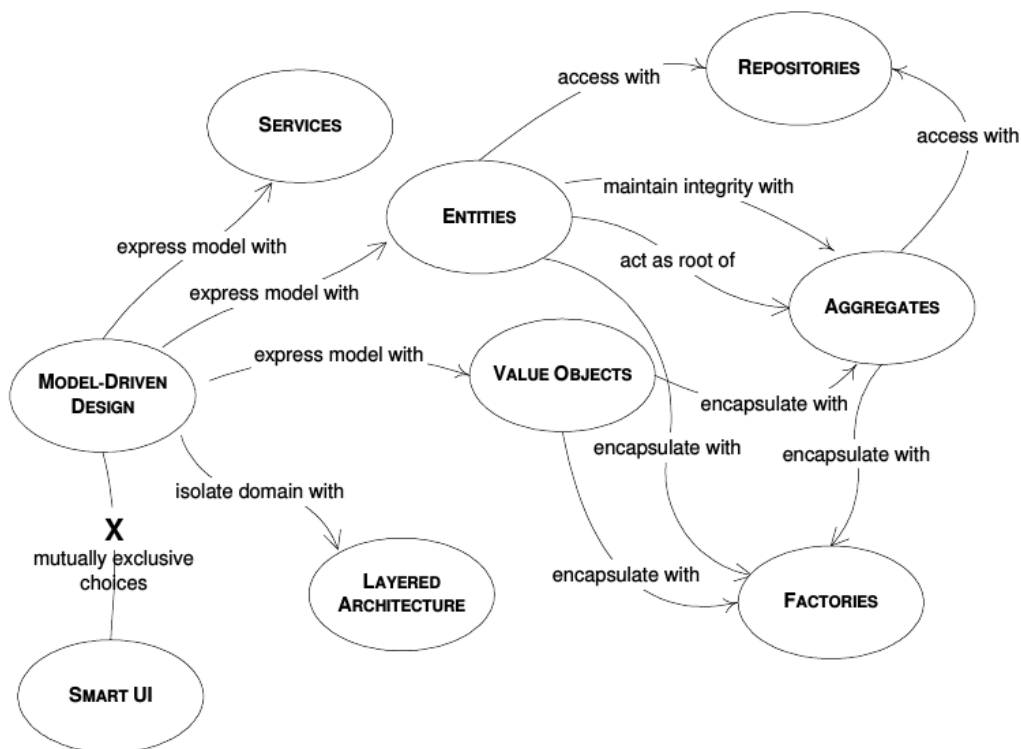 REPOSITORIES
access with
SERVICES
access with
maintain integrity with
ENTITIES
express model with
act as root of
express model with
AGGREGATES
express model with
VALUE OBJECTS
MODEL-DRIVEN
DESIGN
encapsulate with
encapsulate with
encapsulate with
isolate domain with
X
mutually exclusive
choices
encapsulate with
LAYERED
ARCHITECTURE
FACTORIES
SMART UI